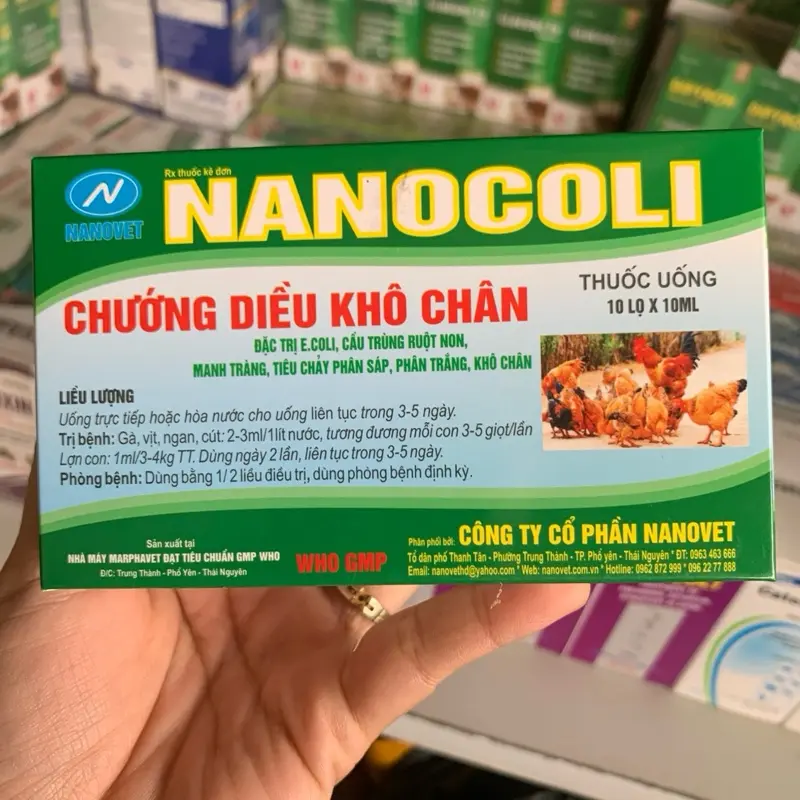 Rx thuốc kê đơn
NANOVET
NANOCOLI
CHƯỚNG DIỀU KHÔ CHÂN
THUỐC UỐNG
10 LỌ X 10ML
ĐẶC TRỊ E.COLI, CẦU TRÙNG RUỘT NON,
MANH TRÀNG, TIÊU CHẢY PHÂN SÁP, PHÂN TRẮNG, KHÔ CHÂN
LIỀU LƯỢNG
Uống trực tiếp hoặc hòa nước cho uống liên tục trong 3-5 ngày.
Trị bệnh: Gà, vịt, ngan, cút: 2-3ml/1lít nước, tương đương mỗi con 3-5 giọt/lần
Lợn con: 1ml/3-4kg TT. Dùng ngày 2 lần, liên tục trong 3-5 ngày.
Phòng bệnh: Dùng bằng 1/2 liều điều trị, dùng phòng bệnh định kỳ.
Sản xuất tại
NHÀ MÁY MARPHAVET ĐẠT TIÊU CHUẨN GMP WHO
Đ/C: Trung Thành - Phổ Yên - Thái Nguyên
WHO GMP
Phân phối bởi: CÔNG TY CỔ PHẦN NANOVET
Tổ dân phố Thanh Tân - Phường Trung Thành - TP. Phổ yên - Thái Nguyên * ĐT: 0963 463 666
Email: nanovethd@yahoo.com * Web: nanovet.com.vn * Hotline: 0962 872 999 * 096 22 77 888